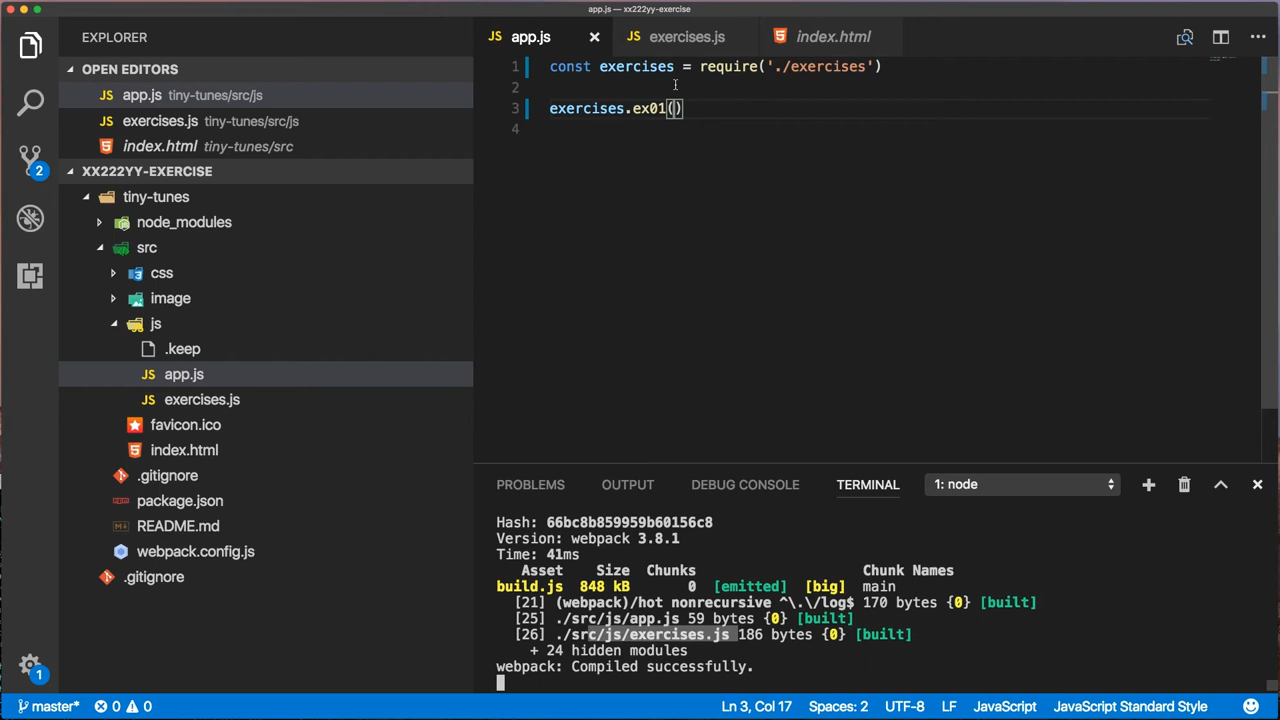 app.js — xx222yy-exercise
EXPLORER
OPEN EDITORS
JS app.js tiny-tunes/src/js
JS exercises.js tiny-tunes/src/js
index.html tiny-tunes/src
XX222YY-EXERCISE
tiny-tunes
node_modules
src
css
image
js
.keep
JS app.js
JS exercises.js
favicon.ico
index.html
.gitignore
package.json
README.md
webpack.config.js
.gitignore
2
1
JS app.js JS exercises.js index.html
1 const exercises = require('./exercises')
2
3 exercises.ex01()
4
PROBLEMS OUTPUT DEBUG CONSOLE TERMINAL 1: node
Hash: 66bc8b859959b60156c8
Version: webpack 3.8.1
Time: 41ms
Asset Size Chunks Chunk Names
build.js 848 kB 0 [emitted] [big] main
[21] (webpack)/hot nonrecursive ^\.\/log$ 170 bytes {0} [built]
[25] ./src/js/app.js 59 bytes {0} [built]
[26] ./src/js/exercises.js 186 bytes {0} [built]
+ 24 hidden modules
webpack: Compiled successfully.
master* 0 0 Ln 3, Col 17 Spaces: 2 UTF-8 LF JavaScript JavaScript Standard Style